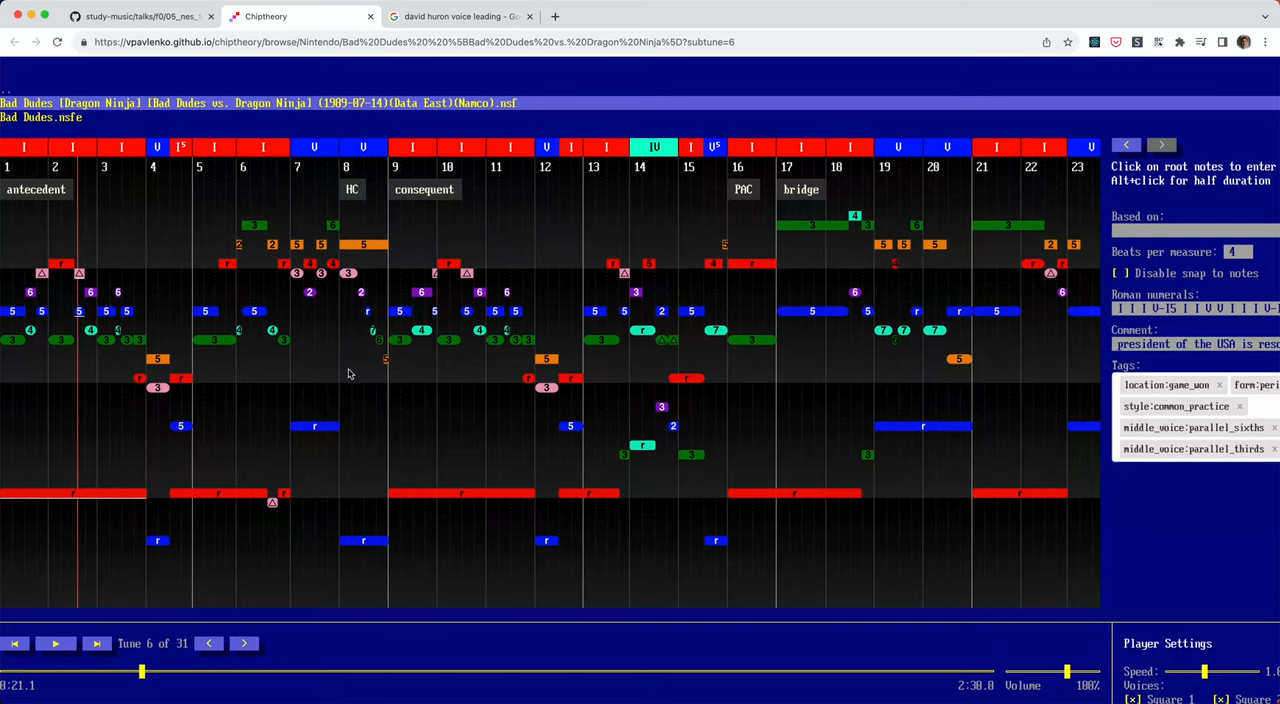 study-music/talks/f0/05_nes_
Chiptheory
david huron voice leading - Go
https://vpavlenko.github.io/chiptheory/browse/Nintendo/Bad%20Dudes%20%20%5BBad%20Dudes%20vs.%20Dragon%20Ninja%5D?subtune=6
..
Bad Dudes [Dragon Ninja] [Bad Dudes vs. Dragon Ninja] (1989-07-14)(Data East)(Namco).nsf
Bad Dudes.nsfe
I I I V I⁵ I I V V I I I V I I IV I V⁵ I I I V V I I V
1 2 3 4 5 6 7 8 9 10 11 12 13 14 15 16 17 18 19 20 21 22 23
antecedent HC consequent PAC bridge
Click on root notes to enter
Alt+click for half duration
Based on:
Beats per measure: 4
[ ] Disable snap to notes
Roman numerals:
I I I V-I5 I I V V I I I V-I
Comment:
president of the USA is resc
Tags:
location:game_won × form:peri
style:common_practice ×
middle_voice:parallel_sixths ×
middle_voice:parallel_thirds ×
Tune 6 of 31
0:21.1
2:30.0
Volume 100%
Player Settings
Speed: 1.0
Voices:
[×] Square 1 [×] Square 2